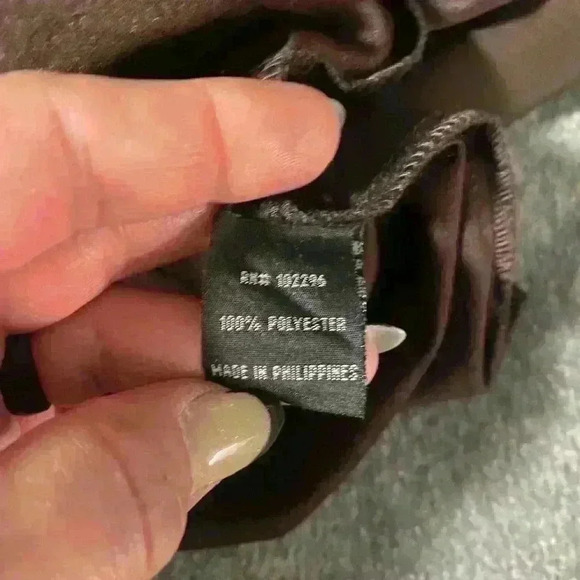 RN# 102296
100% POLYESTER
MADE IN PHILIPPINES